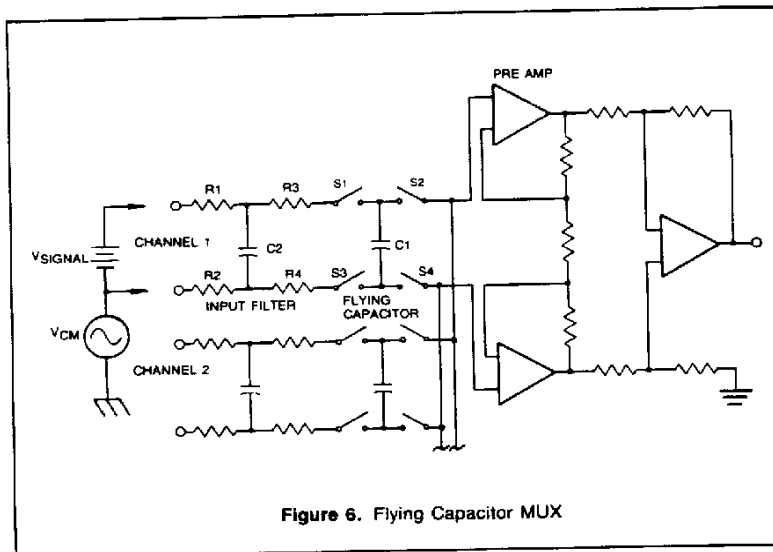 PRE AMP
R1
R3
S1
S2
C2
C1
CHANNEL 1
VSIGNAL
R2
R4
S3
S4
INPUT FILTER
FLYING
CAPACITOR
VCM
CHANNEL 2
Figure 6. Flying Capacitor MUX